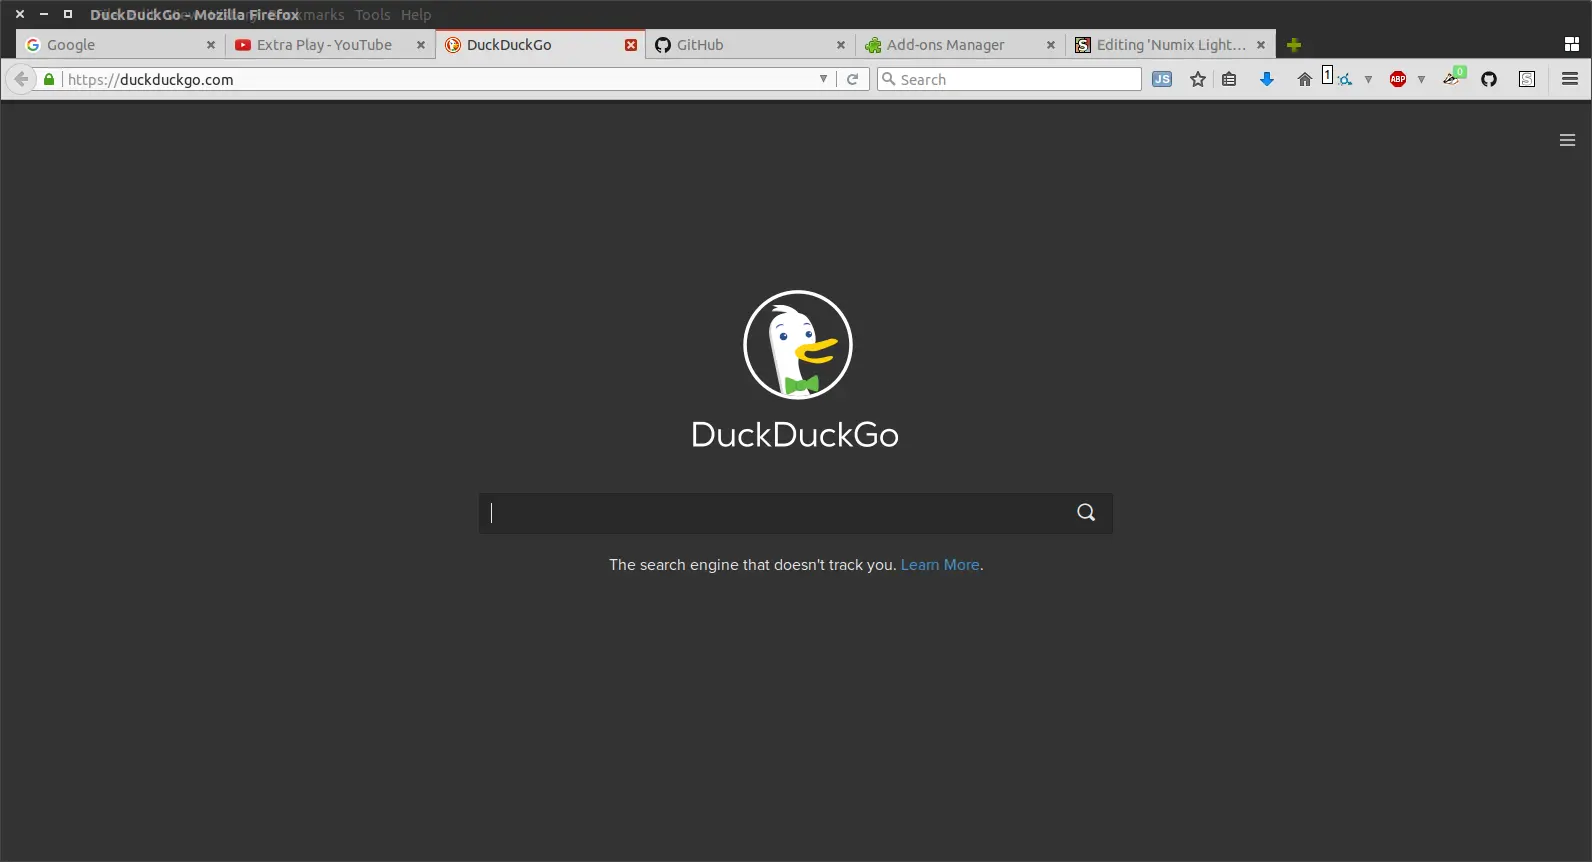 DuckDuckGo - Mozilla Firefox
Bookmarks Tools Help
Google
Extra Play - YouTube
DuckDuckGo
GitHub
Add-ons Manager
Editing 'Numix Light...
https://duckduckgo.com
Search
JS
1
ABP
0
S
DuckDuckGo
The search engine that doesn't track you. Learn More.